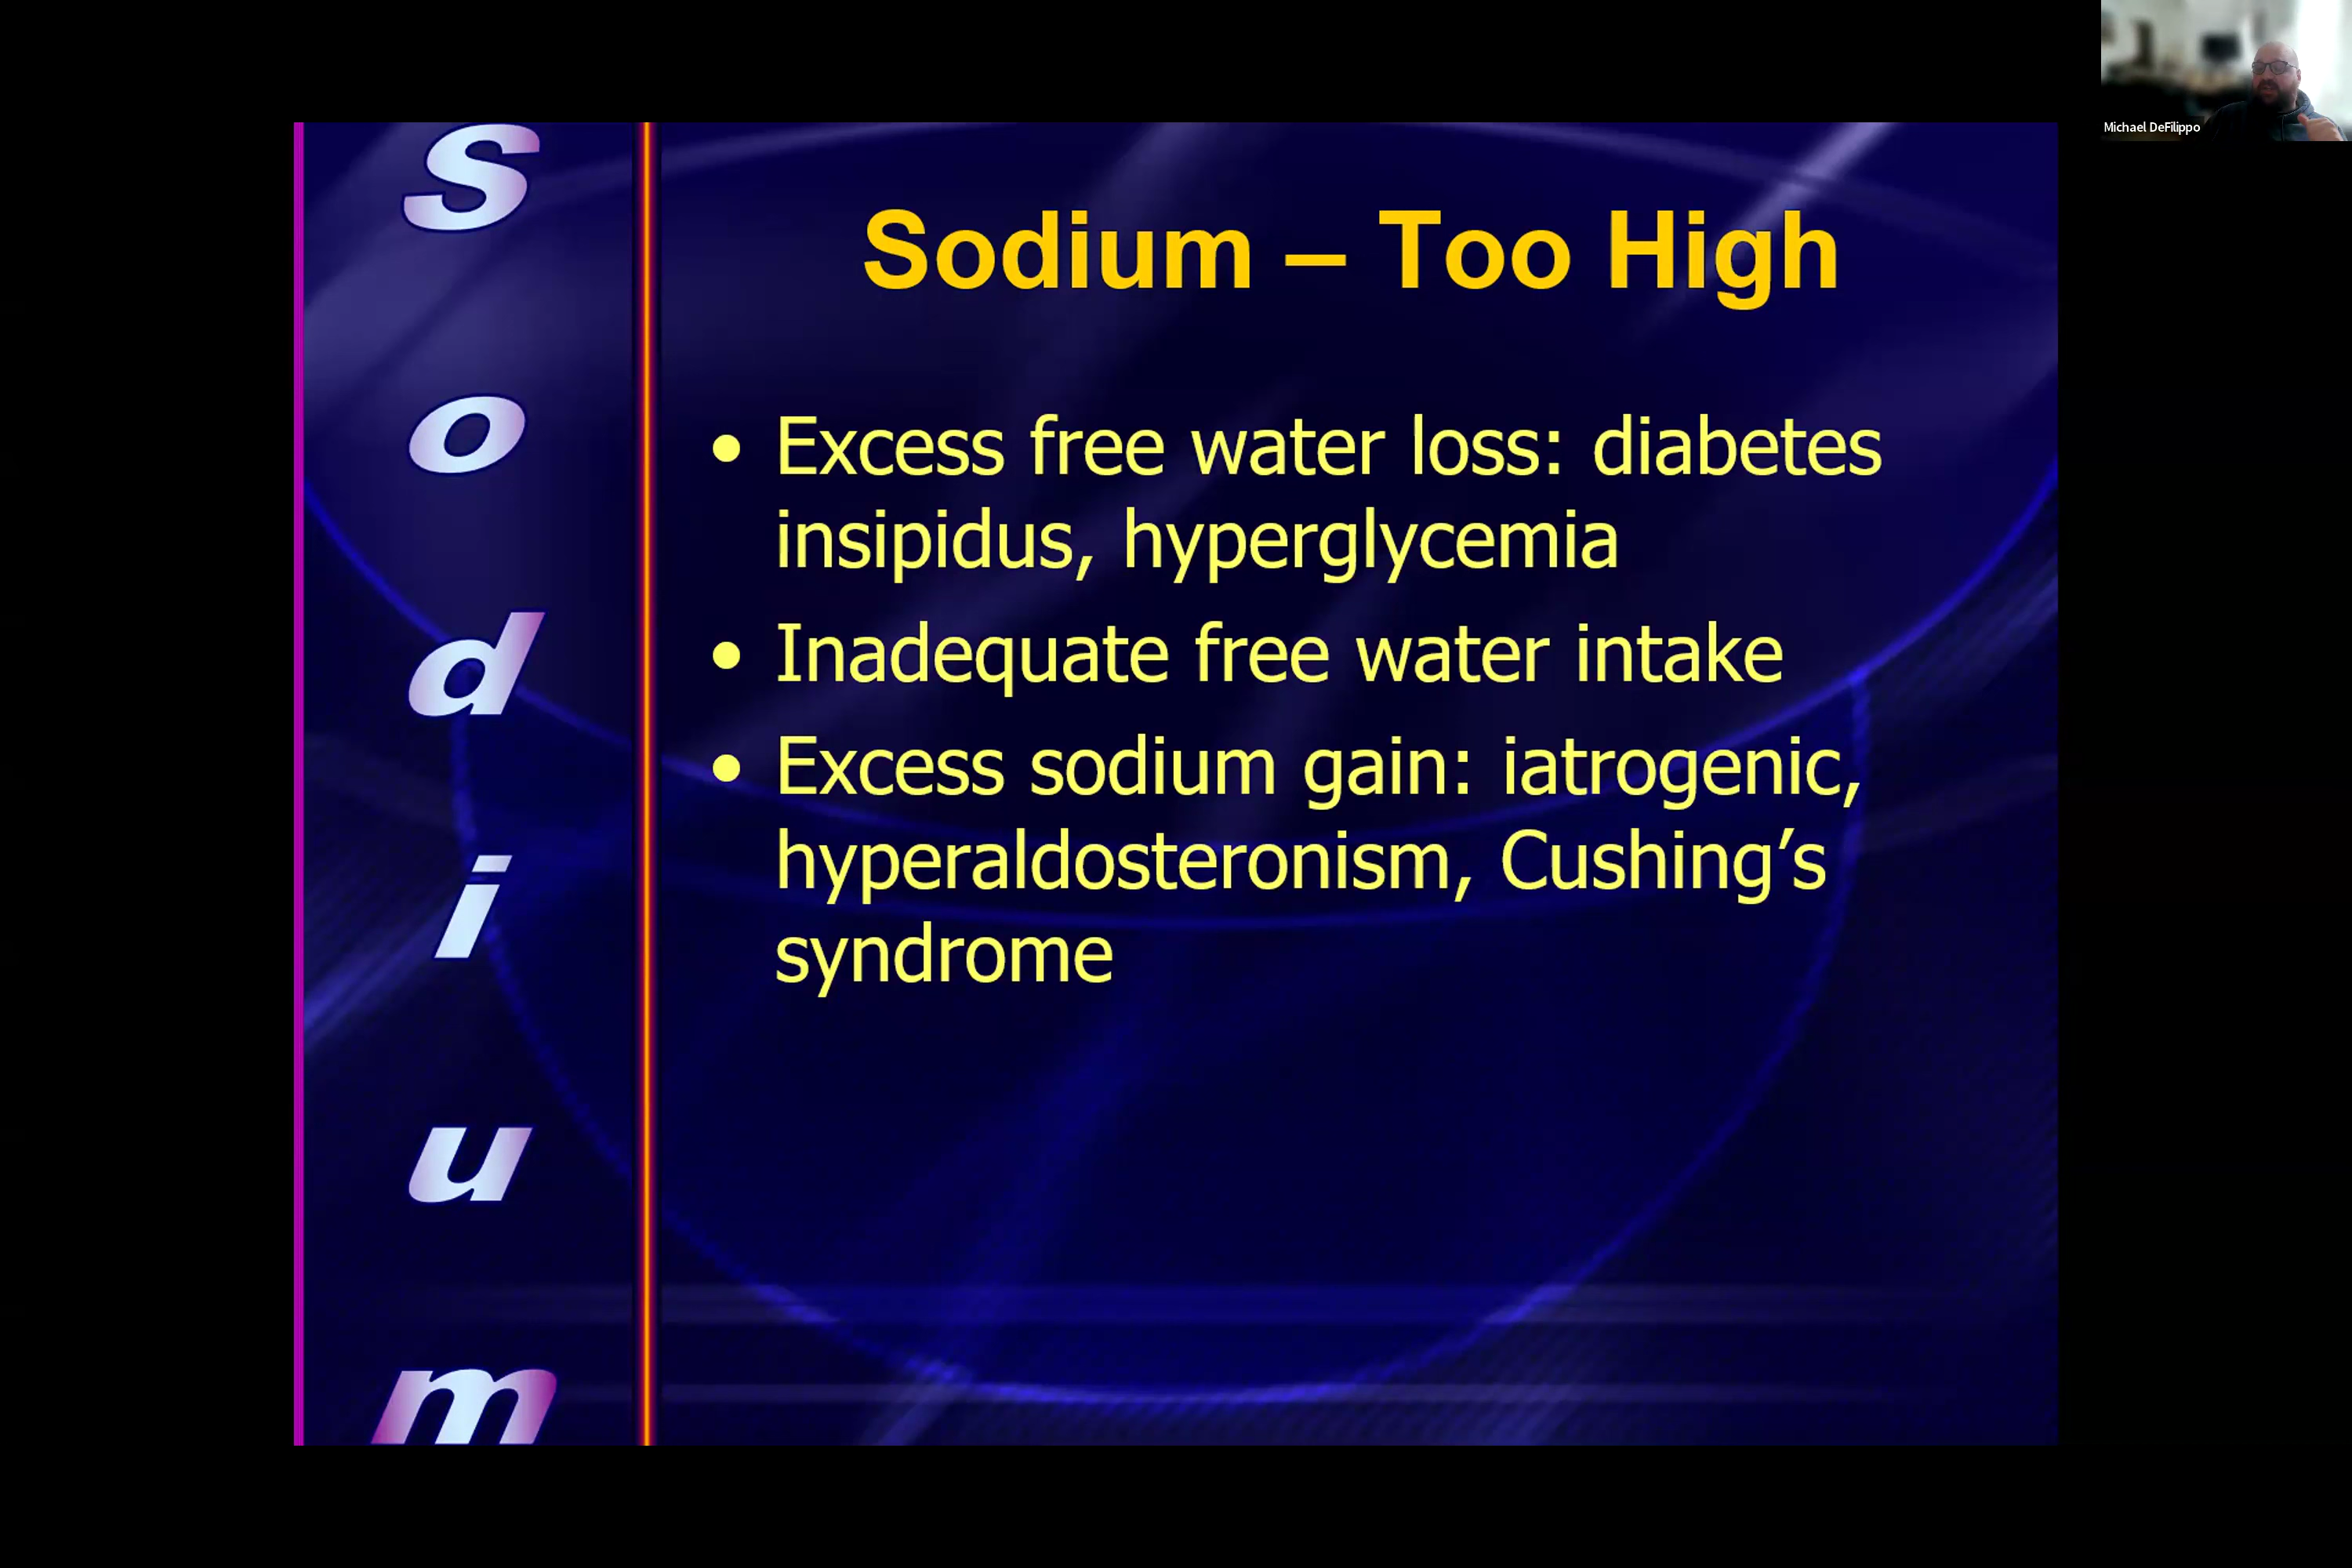 Sodium
Sodium – Too High
• Excess free water loss: diabetes
insipidus, hyperglycemia
• Inadequate free water intake
• Excess sodium gain: iatrogenic,
hyperaldosteronism, Cushing’s
syndrome
Michael DeFilippo